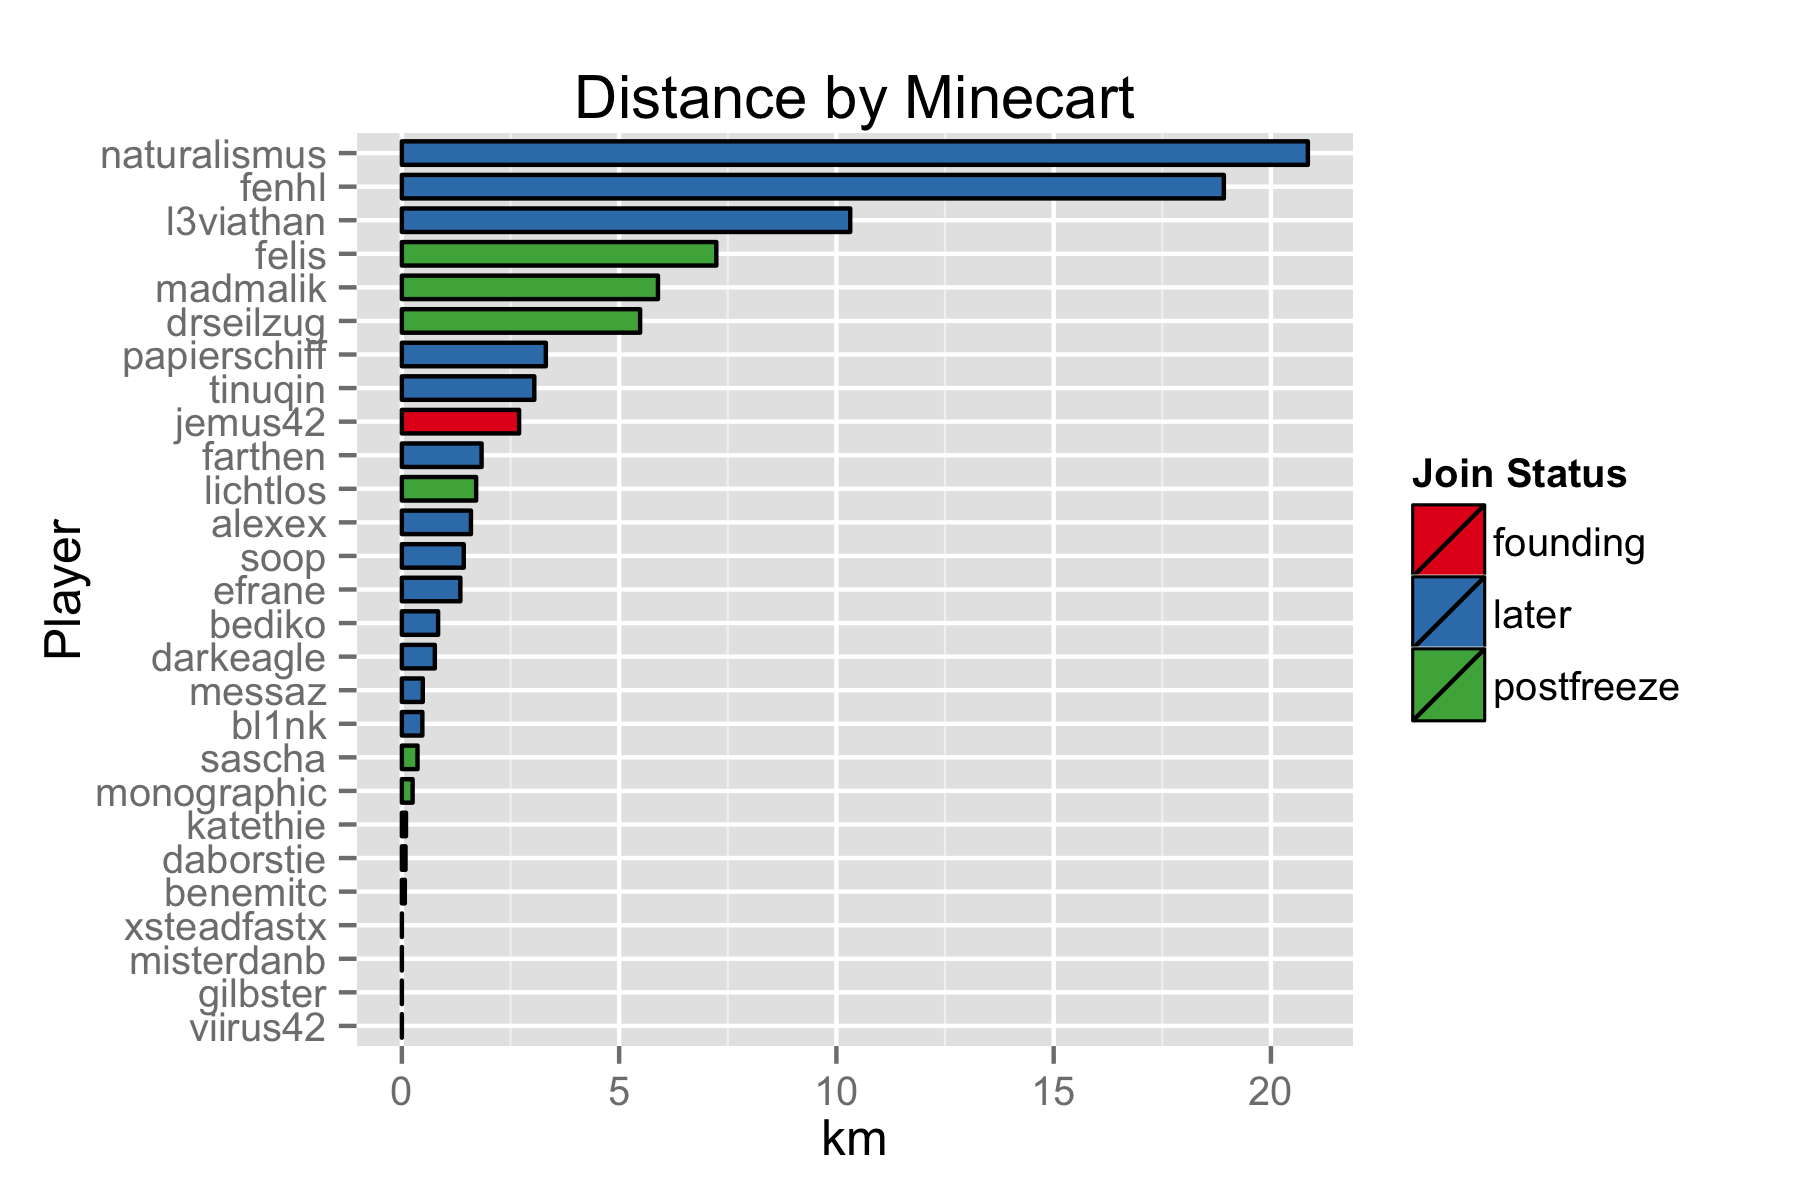 Distance by Minecart
Player
naturalismus
fenhl
l3viathan
felis
madmalik
drseilzug
papierschiff
tinuqin
jemus42
farthen
lichtlos
alexex
soop
efrane
bediko
darkeagle
messaz
bl1nk
sascha
monographic
katethie
daborstie
benemitc
xsteadfastx
misterdanb
gilbster
viirus42
0 5 10 15 20
km
Join Status
founding
later
postfreeze